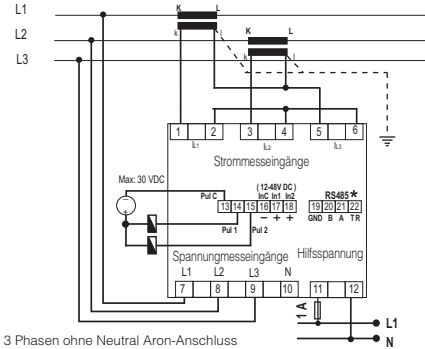 L1
K L
L2
K L
k l
L3
k l
1 2 3 4 5 6
IL1 IL2 IL3
Strommesseingänge
Max: 30 VDC
(12-48V DC)
Pul C
InC In1 In2
RS485*
13 14 15 16 17 18
19 20 21 22
− + +
GND B A TR
Pul 1
Pul 2
Spannungmesseingänge
Hilfsspannung
L1 L2 L3 N
7 8 9 10 11 12
1 A
L1
3 Phasen ohne Neutral Aron-Anschluss
N